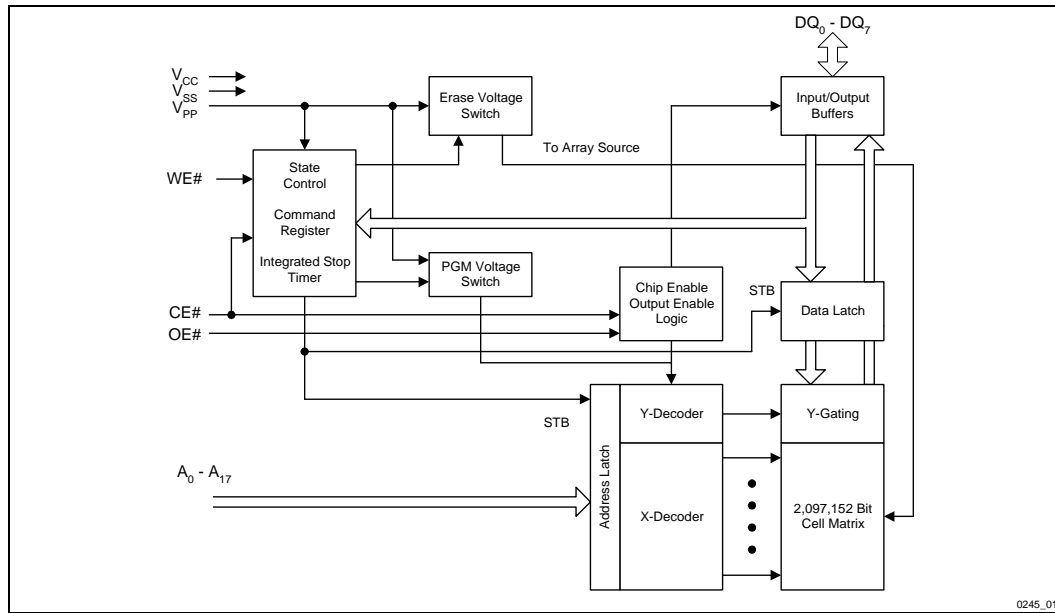 DQ0 - DQ7
VCC
VSS
VPP
Erase Voltage
Switch
Input/Output
Buffers
To Array Source
WE#
State
Control
Command
Register
Integrated Stop
Timer
PGM Voltage
Switch
Chip Enable
Output Enable
Logic
STB
Data Latch
CE#
OE#
STB
Address Latch
Y-Decoder
Y-Gating
A0 - A17
X-Decoder
2,097,152 Bit
Cell Matrix
0245_01